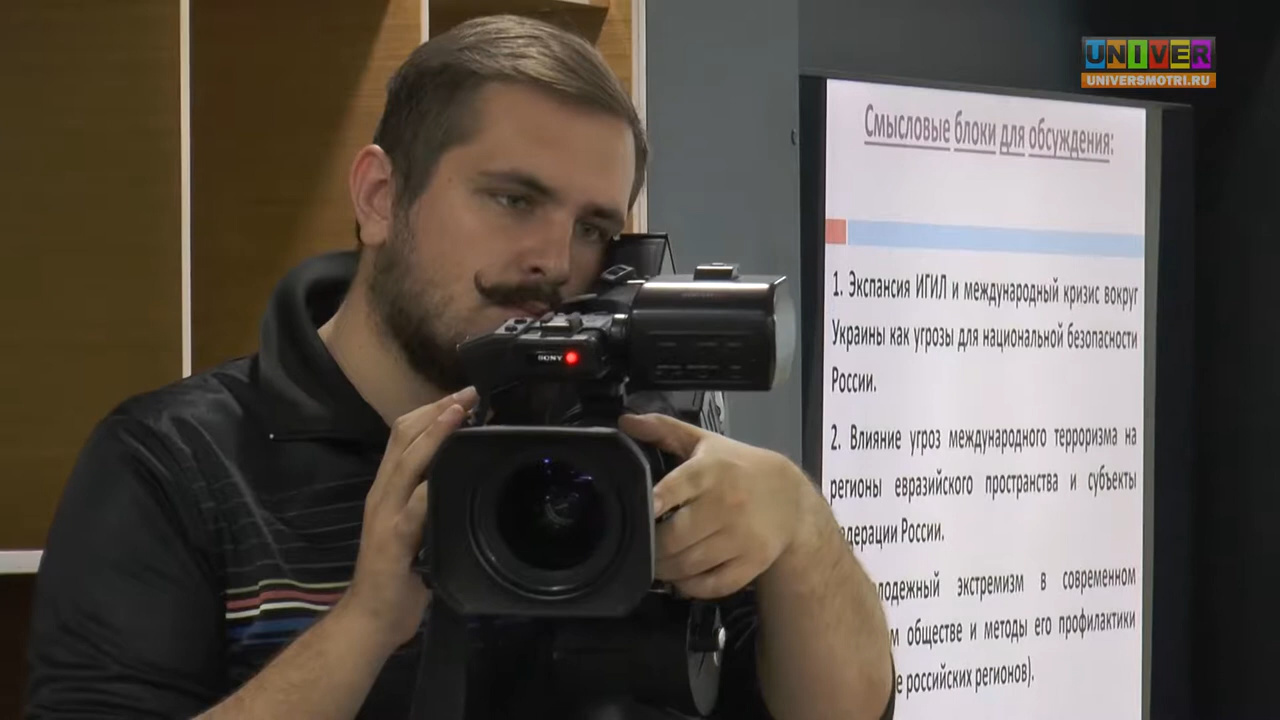 UNIVER
UNIVERSMOTRI.RU
Смысловые блоки для обсуждения:
1. Экспансия ИГИЛ и международный кризис вокруг
Украины как угрозы для национальной безопасности
России.
2. Влияние угроз международного терроризма на
регионы евразийского пространства и субъекты
дерации России.
лодежный экстремизм в современном
м обществе и методы его профилактики
е российских регионов).
SONY